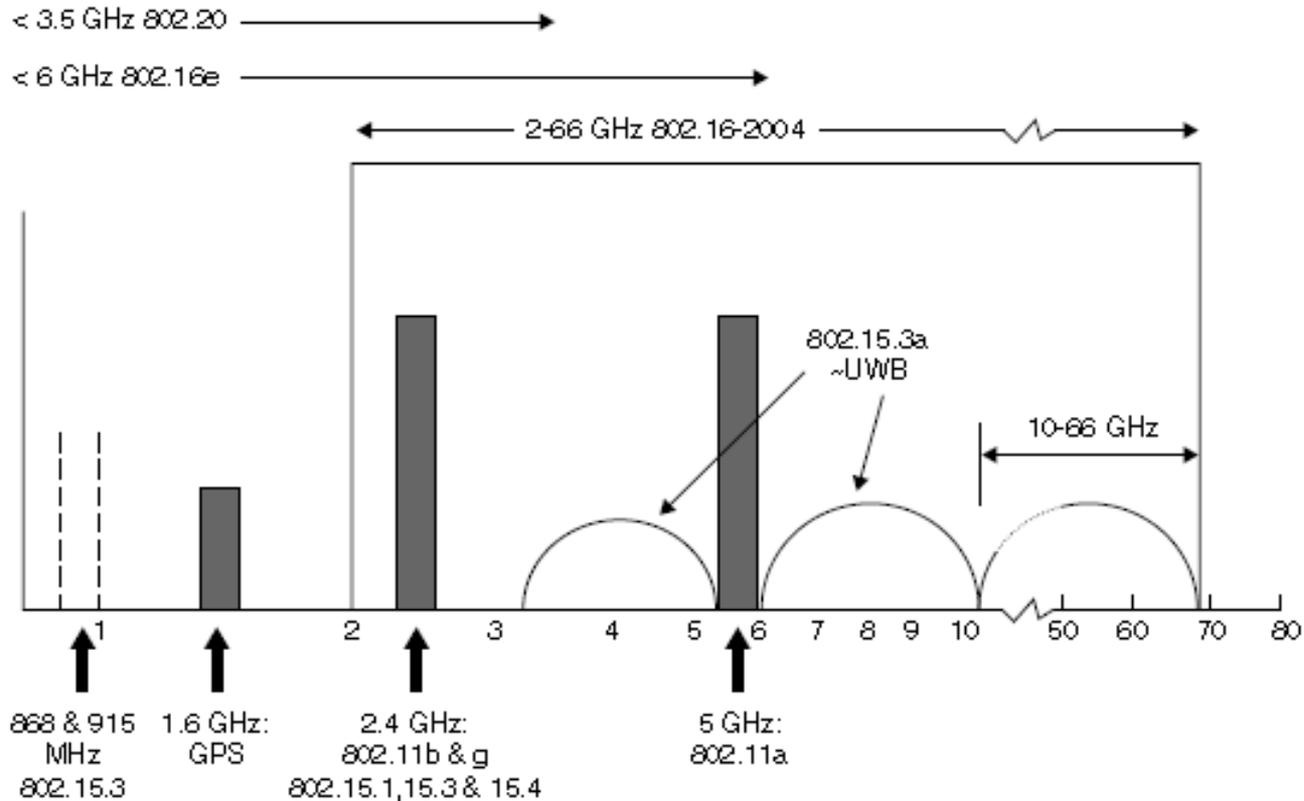 < 3.5 GHz 802.20
< 6 GHz 802.16e
2-66 GHz 802.16-2004
802.15.3a
~UWB
10-66 GHz
1 2 3 4 5 6 7 8 9 10 50 60 70 80
868 & 915
MHz
802.15.3
1.6 GHz:
GPS
2.4 GHz:
802.11b & g
802.15.1,15.3 & 15.4
5 GHz:
802.11a